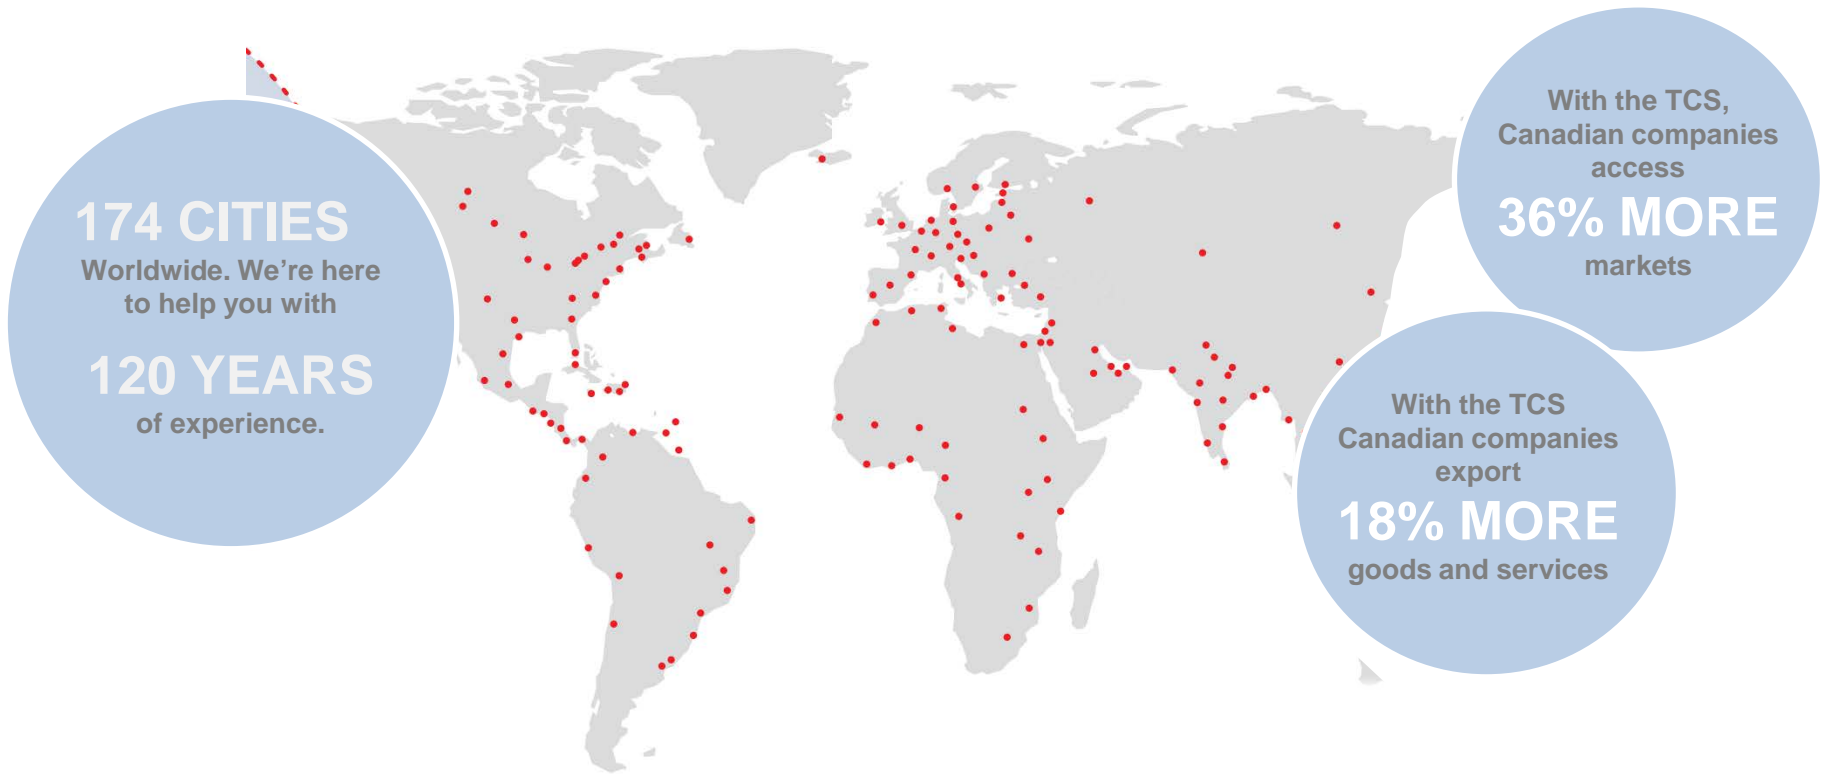 174 CITIES
Worldwide. We're here
to help you with
120 YEARS
of experience.
With the TCS,
Canadian companies
access
36% MORE
markets
With the TCS
Canadian companies
export
18% MORE
goods and services